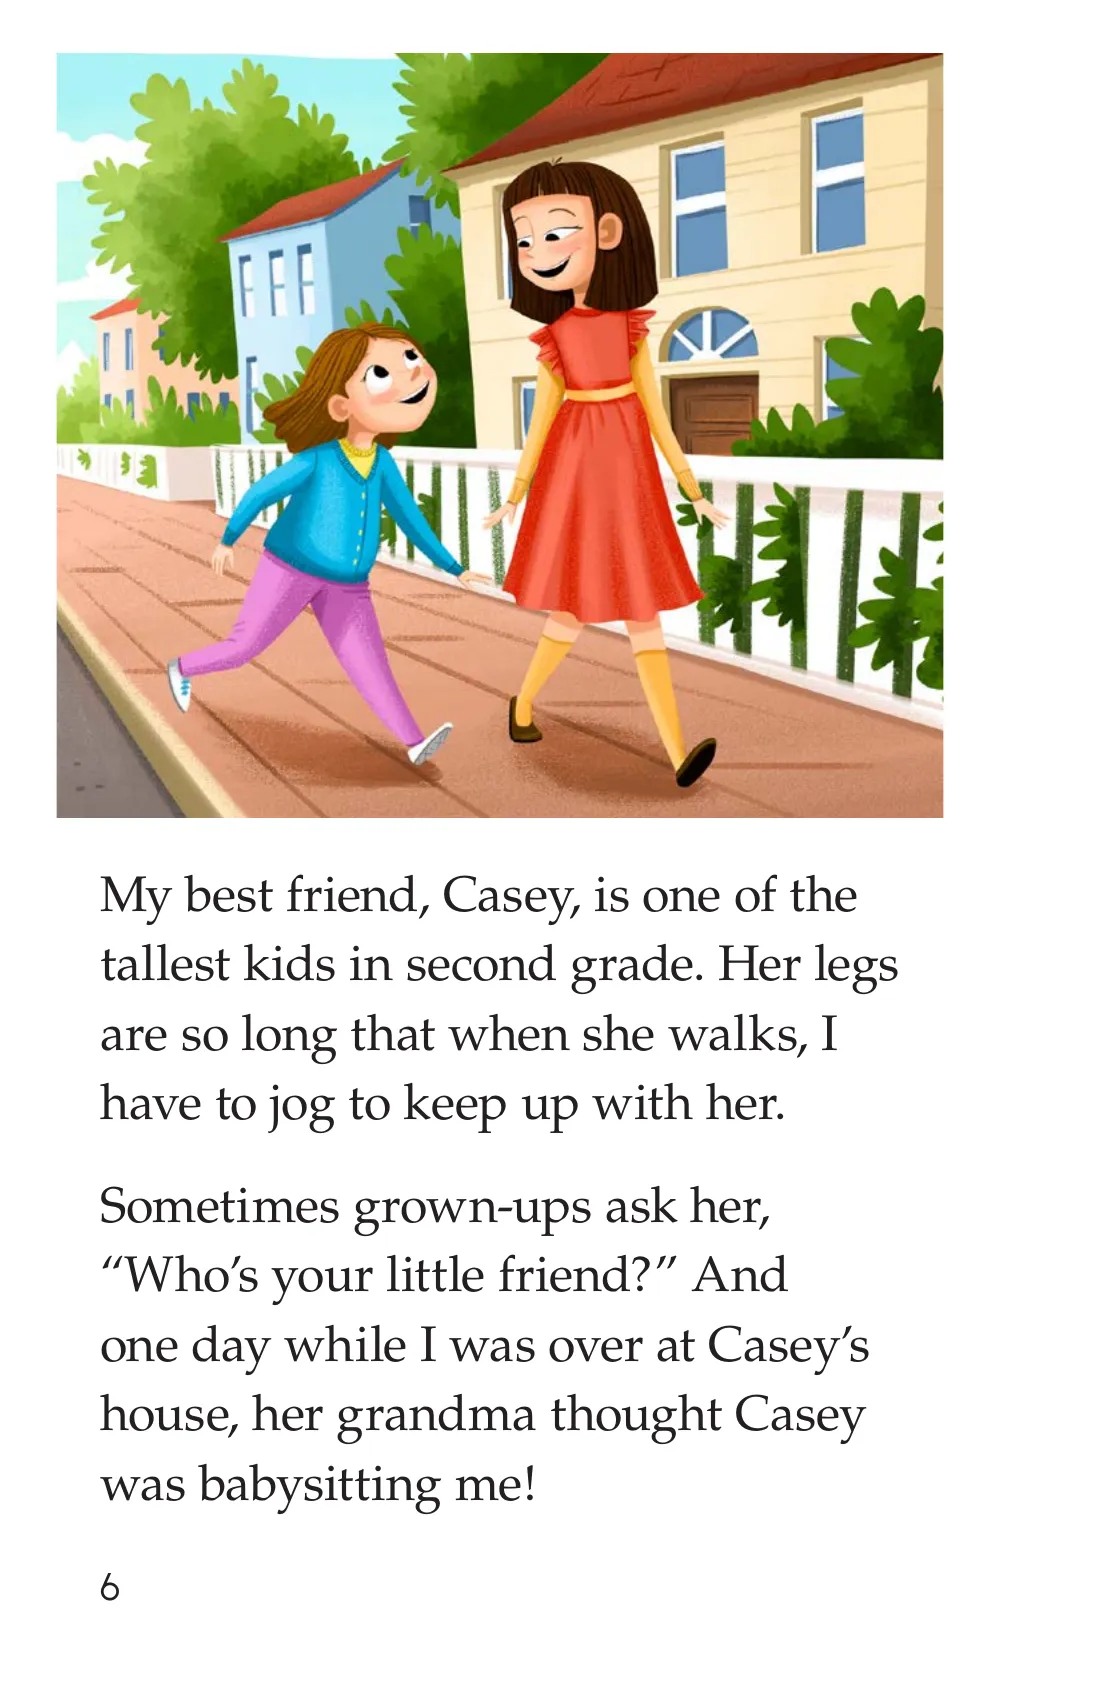 My best friend, Casey, is one of the
tallest kids in second grade. Her legs
are so long that when she walks, I
have to jog to keep up with her.
Sometimes grown-ups ask her,
“Who’s your little friend?” And
one day while I was over at Casey’s
house, her grandma thought Casey
was babysitting me!
6